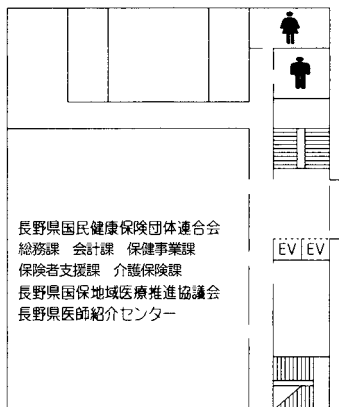 長野県国民健康保険団体連合会
総務課 会計課 保健事業課
保険者支援課 介護保険課
長野県国保地域医療推進協議会
長野県医師紹介センター
EV EV